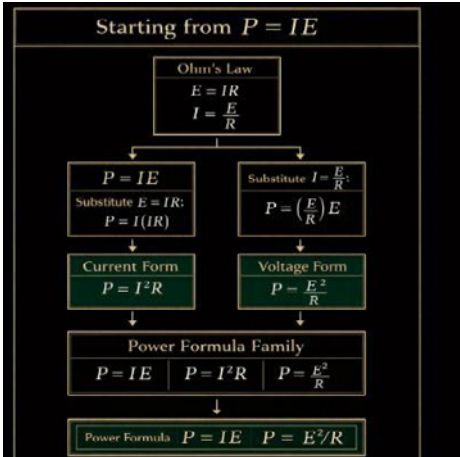 Starting from P = IE
Ohm's Law
E = IR
I = E/R
P = IE
Substitute E = IR:
P = I(IR)
Substitute I = E/R:
P = (E/R) E
Current Form
P = I²R
Voltage Form
P = E²/R
Power Formula Family
P = IE P = I²R P = E²/R
Power Formula P = IE P = E²/R